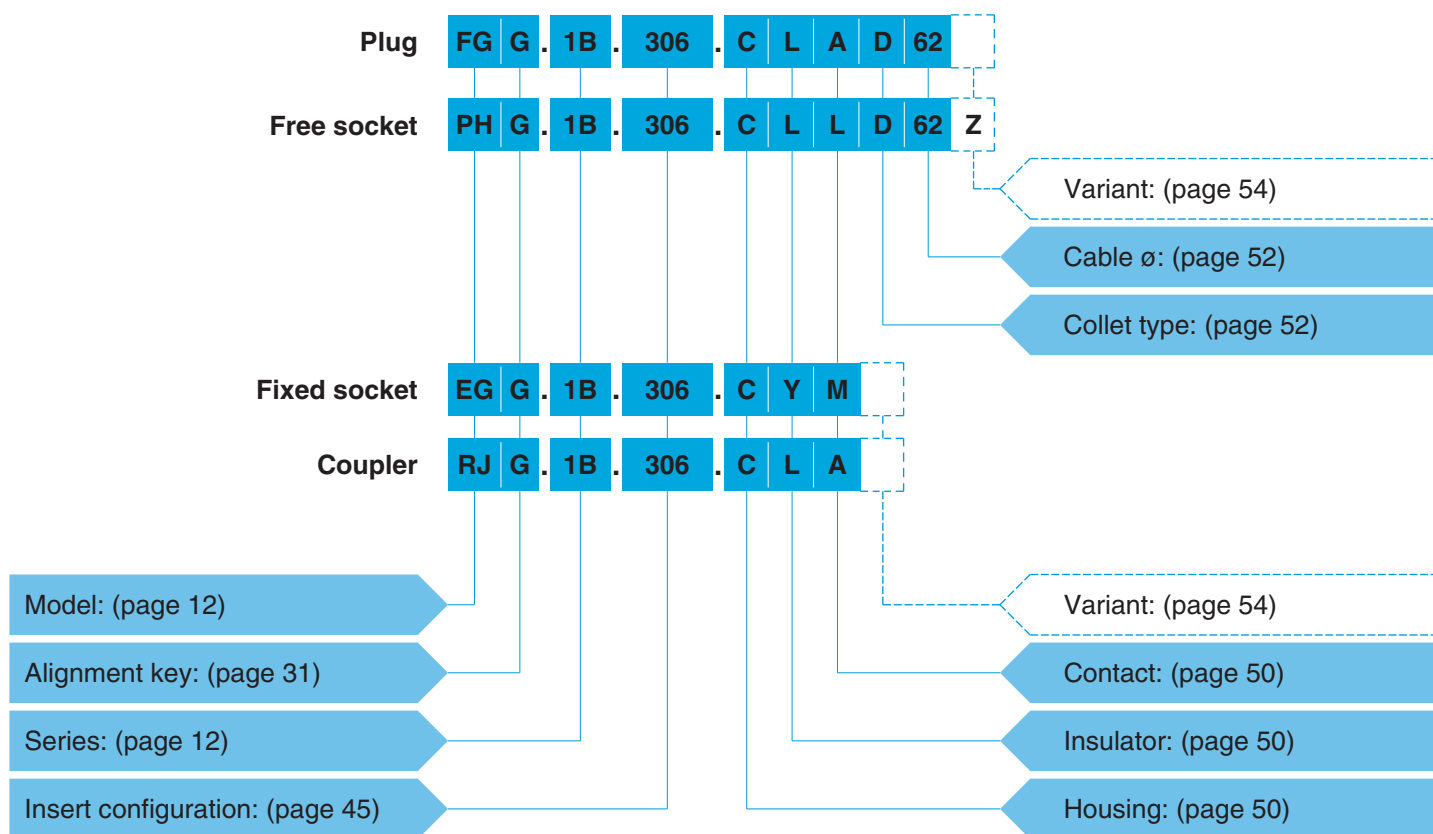 Plug FG G . 1B . 306 . C L A D 62
Free socket PH G . 1B . 306 . C L L D 62 Z
Variant: (page 54)
Cable ø: (page 52)
Collet type: (page 52)
Fixed socket EG G . 1B . 306 . C Y M
Coupler RJ G . 1B . 306 . C L A
Model: (page 12)
Variant: (page 54)
Alignment key: (page 31)
Contact: (page 50)
Series: (page 12)
Insulator: (page 50)
Insert configuration: (page 45)
Housing: (page 50)